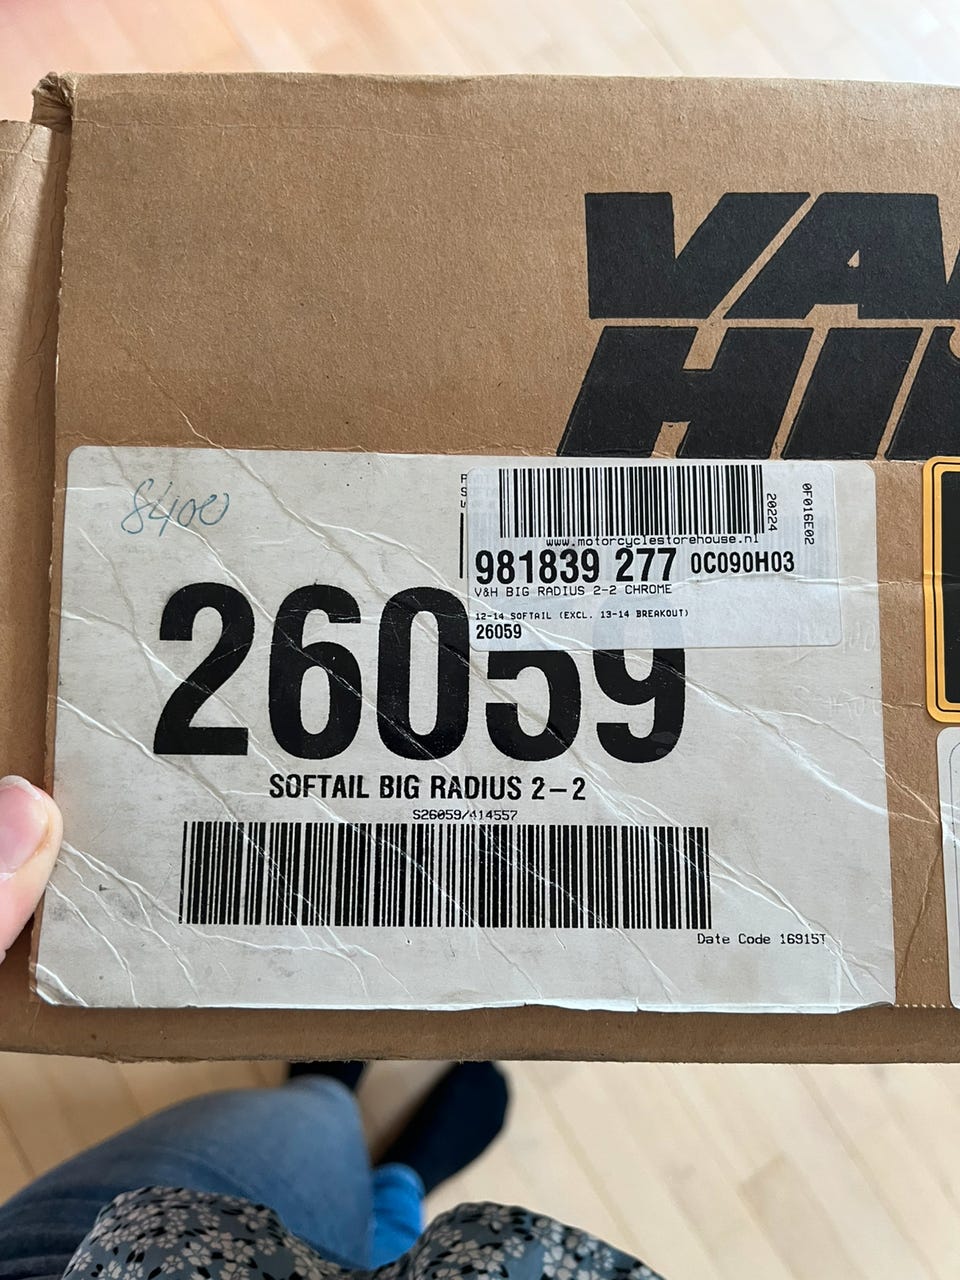 8400
20224
0F016E02
www.motorcyclestorehouse.nl
981839 277 0C090H03
V&H BIG RADIUS 2-2 CHROME
12-14 SOFTAIL (EXCL. 13-14 BREAKOUT)
26059
26059
SOFTAIL BIG RADIUS 2-2
S26059/414557
Date Code 16915T